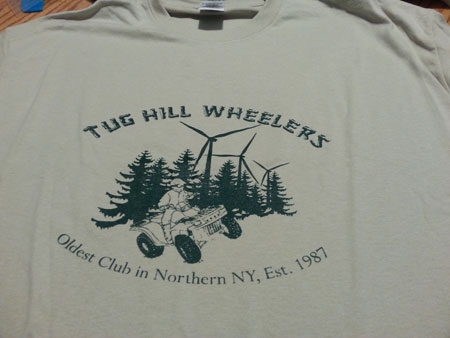 TUG HILL WHEELERS
Oldest Club in Northern NY, Est. 1987